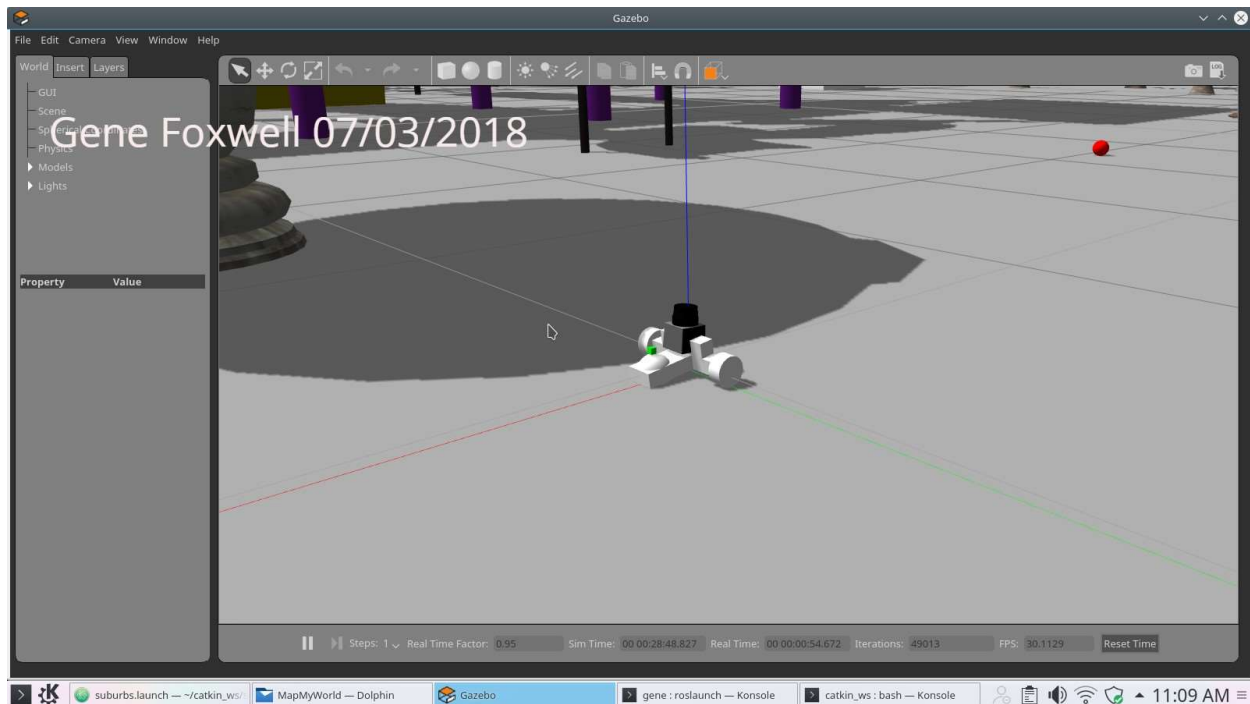 Gazebo
File Edit Camera View Window Help
World Insert Layers
GUI
Scene
Physics
Models
Lights
Gene Foxwell 07/03/2018
LOG
Property Value
Steps: 1 Real Time Factor: 0.95 Sim Time: 00 00:28:48.827 Real Time: 00 00:00:54.672 Iterations: 49013 FPS: 30.1129 Reset Time
suburbs.launch — ~/catkin_ws/ MapMyWorld — Dolphin Gazebo gene : roslaunch — Konsole catkin_ws : bash — Konsole 11:09 AM